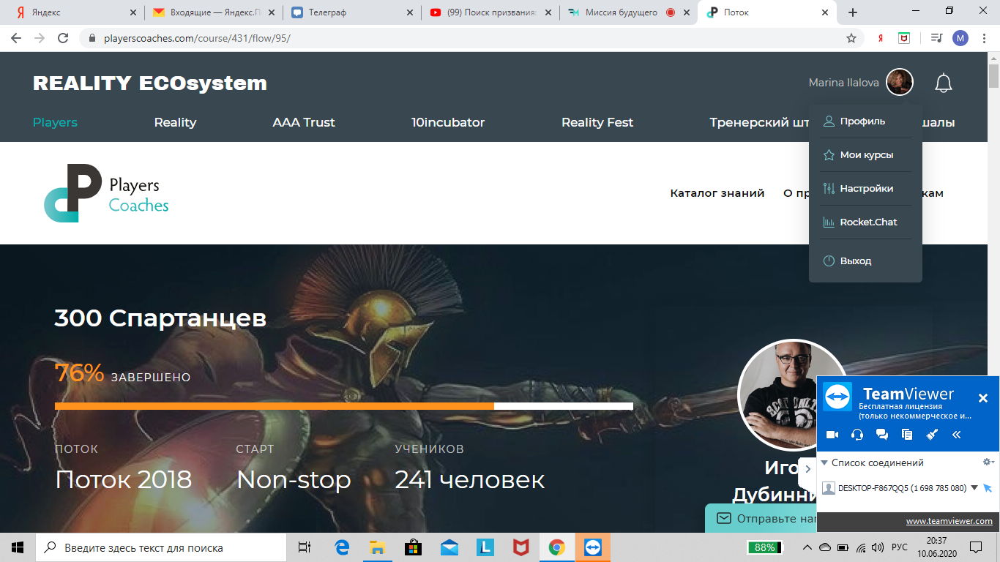 Яндекс
Входящие — Яндекс.П
Телеграф
(99) Поиск призвания:
Миссия будущего
Поток
playerscoaches.com/course/431/flow/95/
Я
M
REALITY ECOsystem
Marina Ilalova
Players
Reality
AAA Trust
10incubator
Reality Fest
Тренерский шт
шалы
Профиль
Мои курсы
Настройки
Rocket.Chat
Выход
Players
Coaches
Каталог знаний
О пр
кам
300 Спартанцев
76% ЗАВЕРШЕНО
ПОТОК
Поток 2018
СТАРТ
Non-stop
УЧЕНИКОВ
241 человек
Иго
Дубинни
Отправьте наг
TeamViewer
Бесплатная лицензия
(только некоммерческое и...
Список соединений
DESKTOP-F867QQ5 (1 698 785 080)
www.teamviewer.com
Введите здесь текст для поиска
L
88%
РУС
20:37
10.06.2020